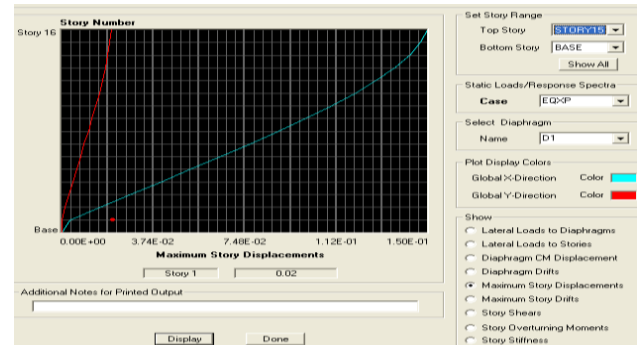 Story Number
Story 16
Base
0.00E+00 3.74E-02 7.48E-02 1.12E-01 1.50E-01
Maximum Story Displacements
Story 1 0.02
Additional Notes for Printed Output
Display Done
Set Story Range
Top Story STORY15
Bottom Story BASE
Show All
Static Loads/Response Spectra
Case EQXP
Select Diaphragm
Name D1
Plot Display Colors
Global X-Direction Color
Global Y-Direction Color
Show
Lateral Loads to Diaphragms
Lateral Loads to Stories
Diaphragm CM Displacement
Diaphragm Drifts
Maximum Story Displacements
Maximum Story Drifts
Story Shears
Story Overturning Moments
Story Stiffness